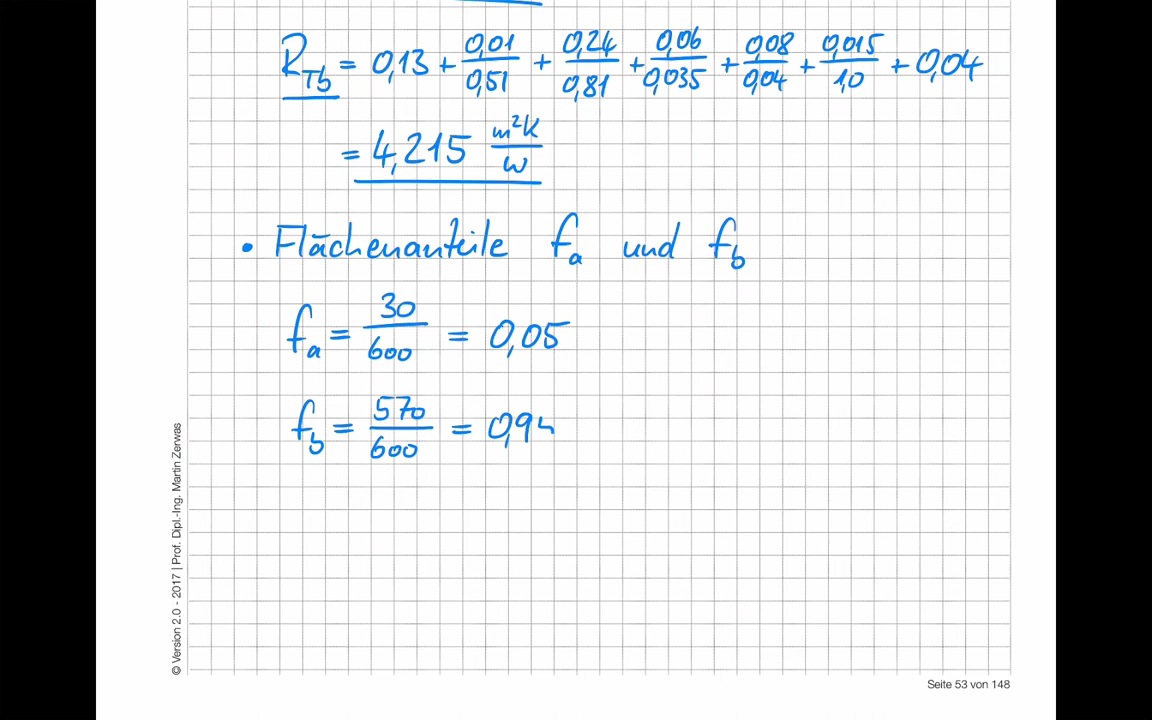 R_Tb = 0,13 + 0,01/0,51 + 0,24/0,81 + 0,06/0,035 + 0,08/0,04 + 0,015/1,0 + 0,04
= 4,215 m²K/W
• Flächenanteile f_a und f_b
f_a = 30/600 = 0,05
f_b = 570/600 = 0,9
© Version 2.0 - 2017 | Prof. Dipl.-Ing. Martin Zerwas
Seite 53 von 148